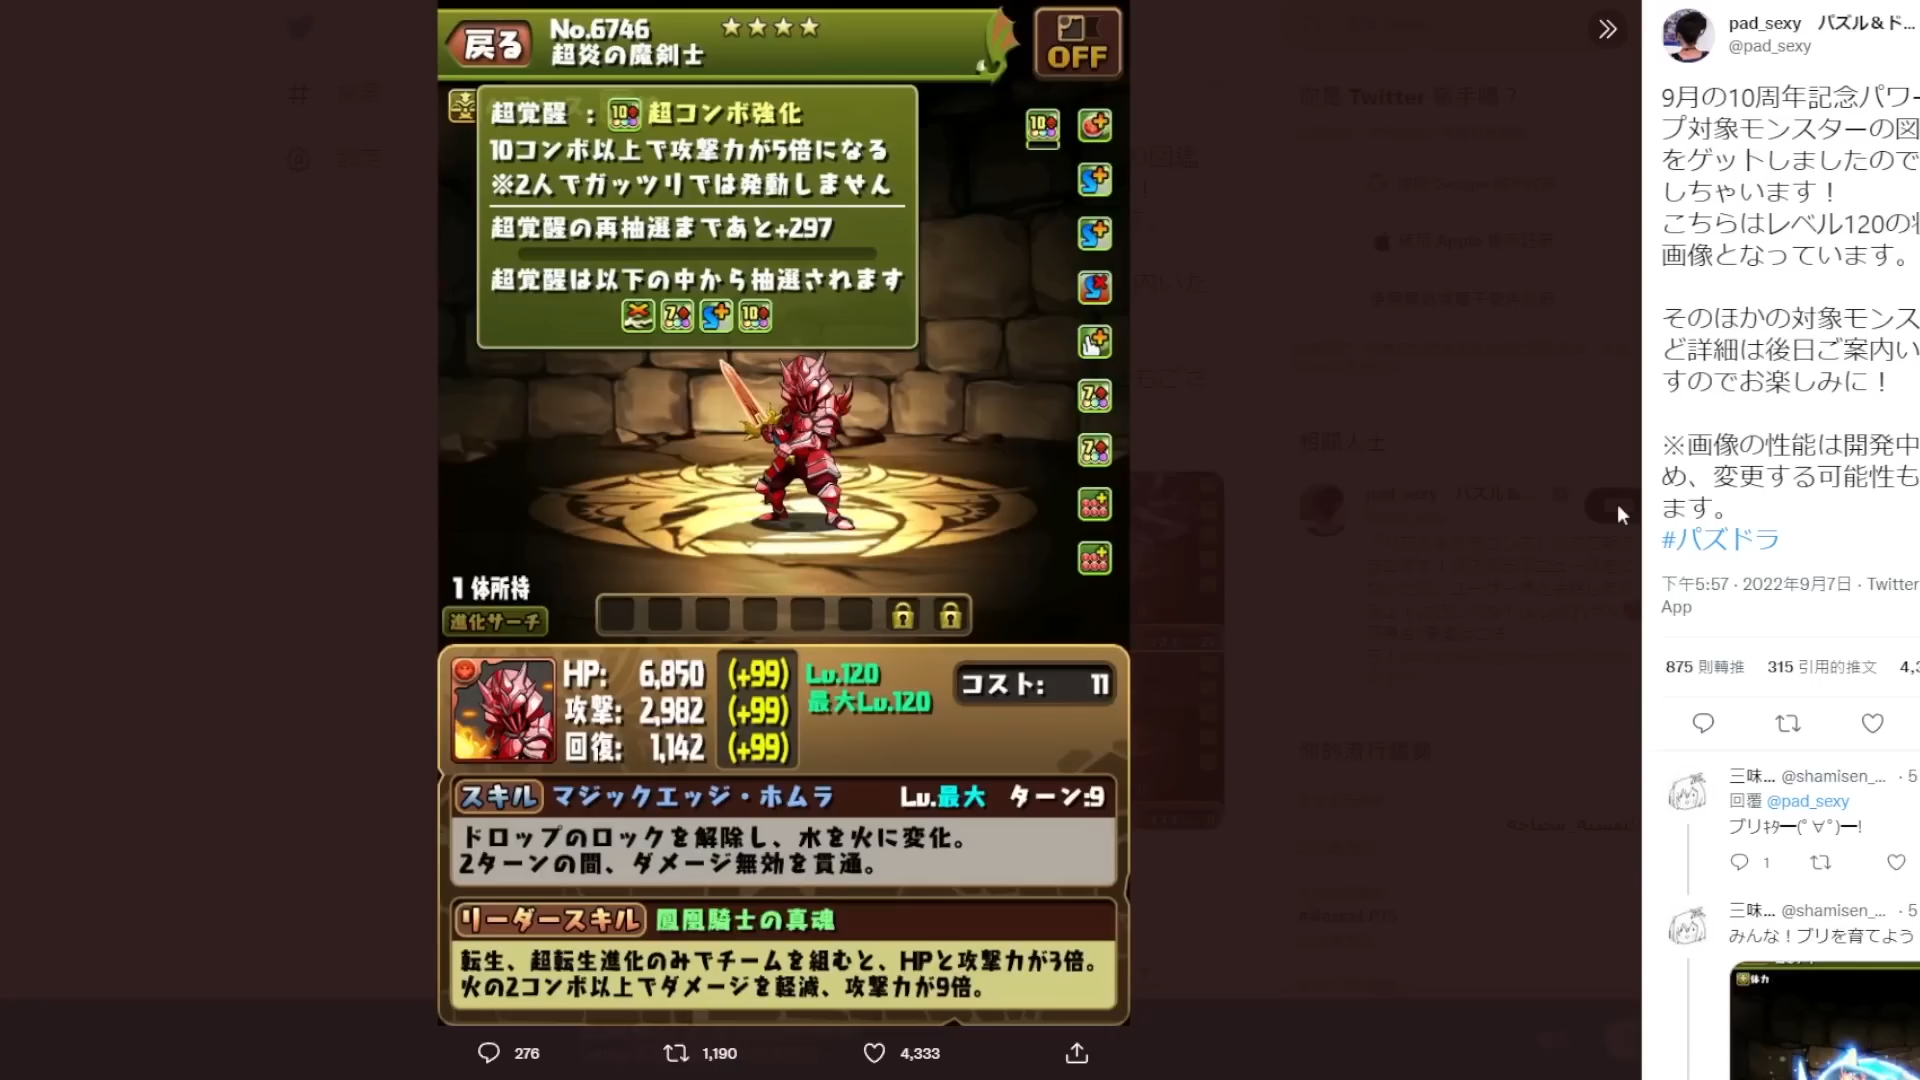 戻る
No.6746
超炎の魔剣士
OFF
超覚醒 : 10 超コンボ強化
10コンボ以上で攻撃力が5倍になる
※2人でガッツリでは発動しません
超覚醒の再抽選まであと+297
超覚醒は以下の中から抽選されます
1 体所持
進化サーチ
HP: 6,850 (+99) Lv.120
攻撃: 2,982 (+99) 最大Lv.120
回復: 1,142 (+99)
コスト: 11
スキル マジックエッジ・ホムラ Lv.最大 ターン:9
ドロップのロックを解除し、水を火に変化。
2ターンの間、ダメージ無効を貫通。
リーダースキル 鳳凰騎士の真魂
転生、超転生進化のみでチームを組むと、HPと攻撃力が3倍。
火の2コンボ以上でダメージを軽減、攻撃力が9倍。
276 1,190 4,333
pad_sexy パズル&ド...
@pad_sexy
9月の10周年記念パワー
プ対象モンスターの図
をゲットしましたので
しちゃいます!
こちらはレベル120の
画像となっています。
そのほかの対象モンス
ど詳細は後日ご案内い
すのでお楽しみに!
※画像の性能は開発中
め、変更する可能性も
ます。
#パズドラ
下午5:57 · 2022年9月7日 · Twitter
App
875 則轉推 315 引用的推文
三味... @shamisen_... · 5
回覆 @pad_sexy
ブリｷﾀ━(ﾟ∀ﾟ)━!
1
三味... @shamisen_... · 5
みんな!ブリを育てよう
体力